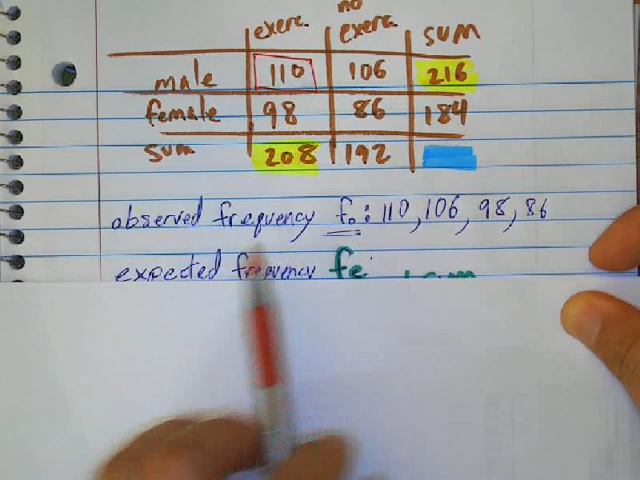 no
exerc. exerc. sum
male 110 106 216
female 98 86 184
sum 208 192
observed frequency fo: 110, 106, 98, 86
expected frequency fe